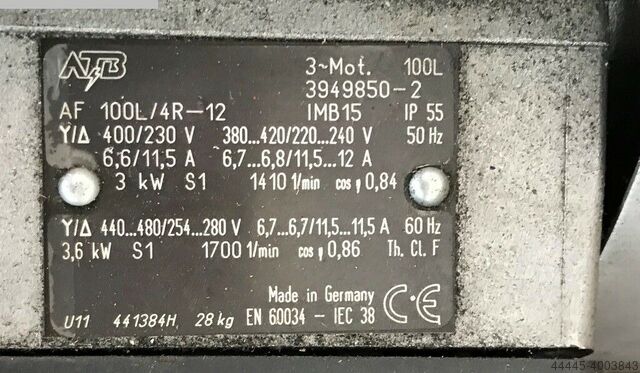 ATB 3~Mot. 100L
3949850-2
AF 100L/4R-12 IMB15 IP 55
Y/Δ 400/230 V 380...420/220...240 V 50 Hz
6,6/11,5 A 6,7...6,8/11,5...12 A
3 kW S1 1410 1/min cos φ 0,84
Y/Δ 440...480/254...280 V 6,7...6,7/11,5...11,5 A 60 Hz
3,6 kW S1 1700 1/min cos φ 0,86 Th. Cl. F
Made in Germany CE
U11 441384H, 28 kg EN 60034 - IEC 38
44445-4003843